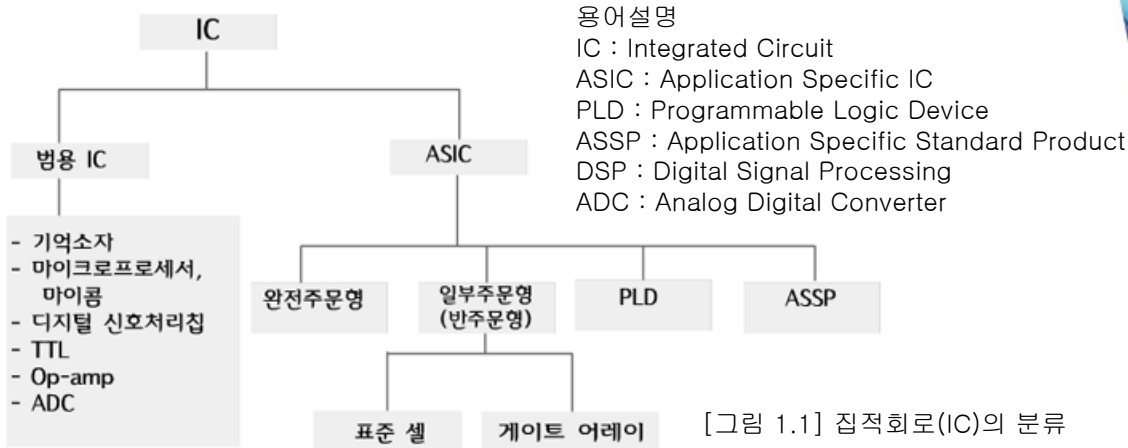 용어설명
IC : Integrated Circuit
ASIC : Application Specific IC
PLD : Programmable Logic Device
ASSP : Application Specific Standard Product
DSP : Digital Signal Processing
ADC : Analog Digital Converter
IC
범용 IC
ASIC
- 기억소자
- 마이크로프로세서,
마이콤
- 디지털 신호처리칩
- TTL
- Op-amp
- ADC
완전주문형
일부주문형
(반주문형)
PLD
ASSP
표준 셀
게이트 어레이
[그림 1.1] 집적회로(IC)의 분류